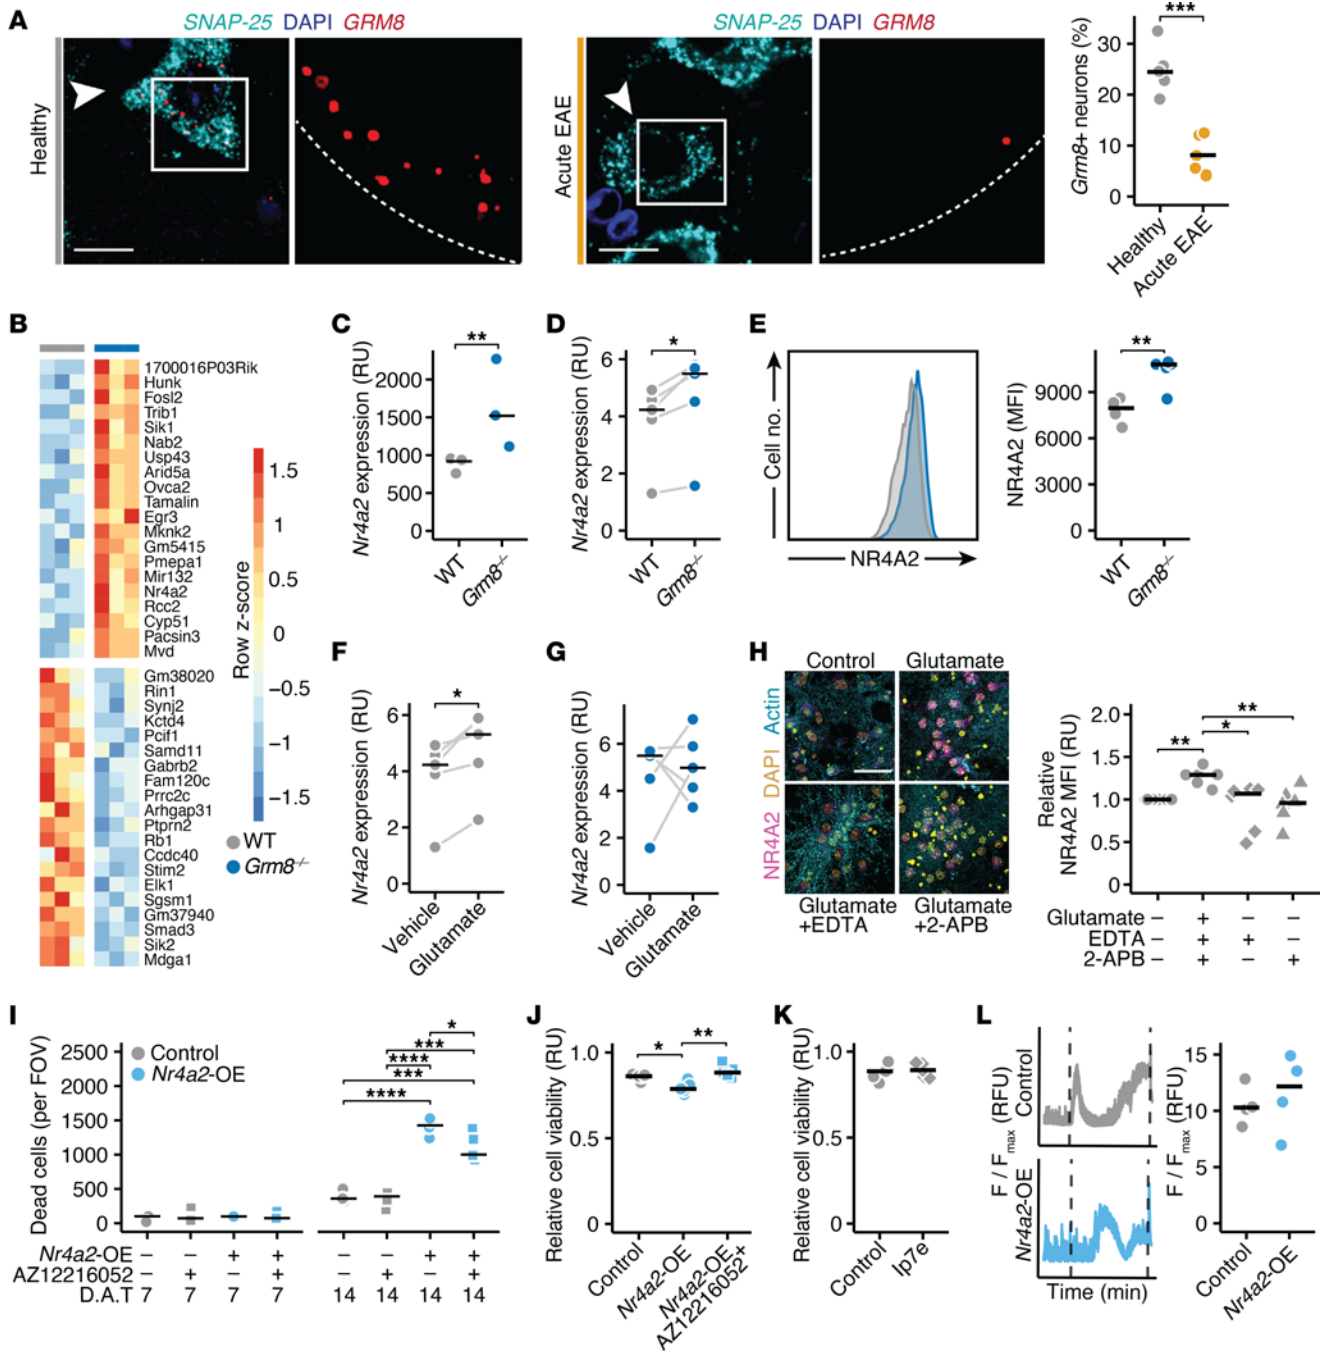 A
SNAP-25 DAPI GRM8
SNAP-25 DAPI GRM8
Healthy
Acute EAE
Grm8+ neurons (%)
***
30
20
10
0
Healthy
Acute EAE
B
1700016P03Rik
Hunk
Fosl2
Trib1
Sik1
Nab2
Usp43
Arid5a
Ovca2
Tamalin
Egr3
Mknk2
Gm5415
Pmepa1
Mir132
Nr4a2
Rcc2
Cyp51
Pacsin3
Mvd
Gm38020
Rin1
Synj2
Kctd4
Pcif1
Samd11
Gabrb2
Fam120c
Prrc2c
Arhgap31
Ptprn2
Rb1
Ccdc40
Stim2
Elk1
Sgsm1
Gm37940
Smad3
Sik2
Mdga1
Row z-score
1.5
1
0.5
0
−0.5
−1
−1.5
WT
Grm8−/−
C
Nr4a2 expression (RU)
**
2000
1500
1000
500
0
WT
Grm8−/−
D
Nr4a2 expression (RU)
*
6
4
2
0
WT
Grm8−/−
E
Cell no.
NR4A2
NR4A2 (MFI)
**
9000
6000
3000
0
WT
Grm8−/−
F
Nr4a2 expression (RU)
*
6
4
2
0
Vehicle
Glutamate
G
Nr4a2 expression (RU)
6
4
2
0
Vehicle
Glutamate
H
Control
Glutamate
NR4A2 DAPI Actin
Glutamate
+EDTA
Glutamate
+2-APB
Relative
NR4A2 MFI (RU)
**
*
**
2.0
1.5
1.0
0.5
0
Glutamate − + − −
EDTA − + + −
2-APB − + − +
I
Dead cells (per FOV)
Control
Nr4a2-OE
2500
2000
1500
1000
500
0
*
***
****
***
****
Nr4a2-OE − − + + − − + +
AZ12216052 − + − + − + − +
D.A.T 7 7 7 7 14 14 14 14
J
Relative cell viability (RU)
* **
1.0
0.5
0
Control
Nr4a2-OE
Nr4a2-OE+
AZ12216052
K
Relative cell viability (RU)
1.0
0.5
0
Control
Ip7e
L
Control
Nr4a2-OE
F / Fmax (RFU)
Time (min)
F / Fmax (RFU)
15
10
5
0
Control
Nr4a2-OE